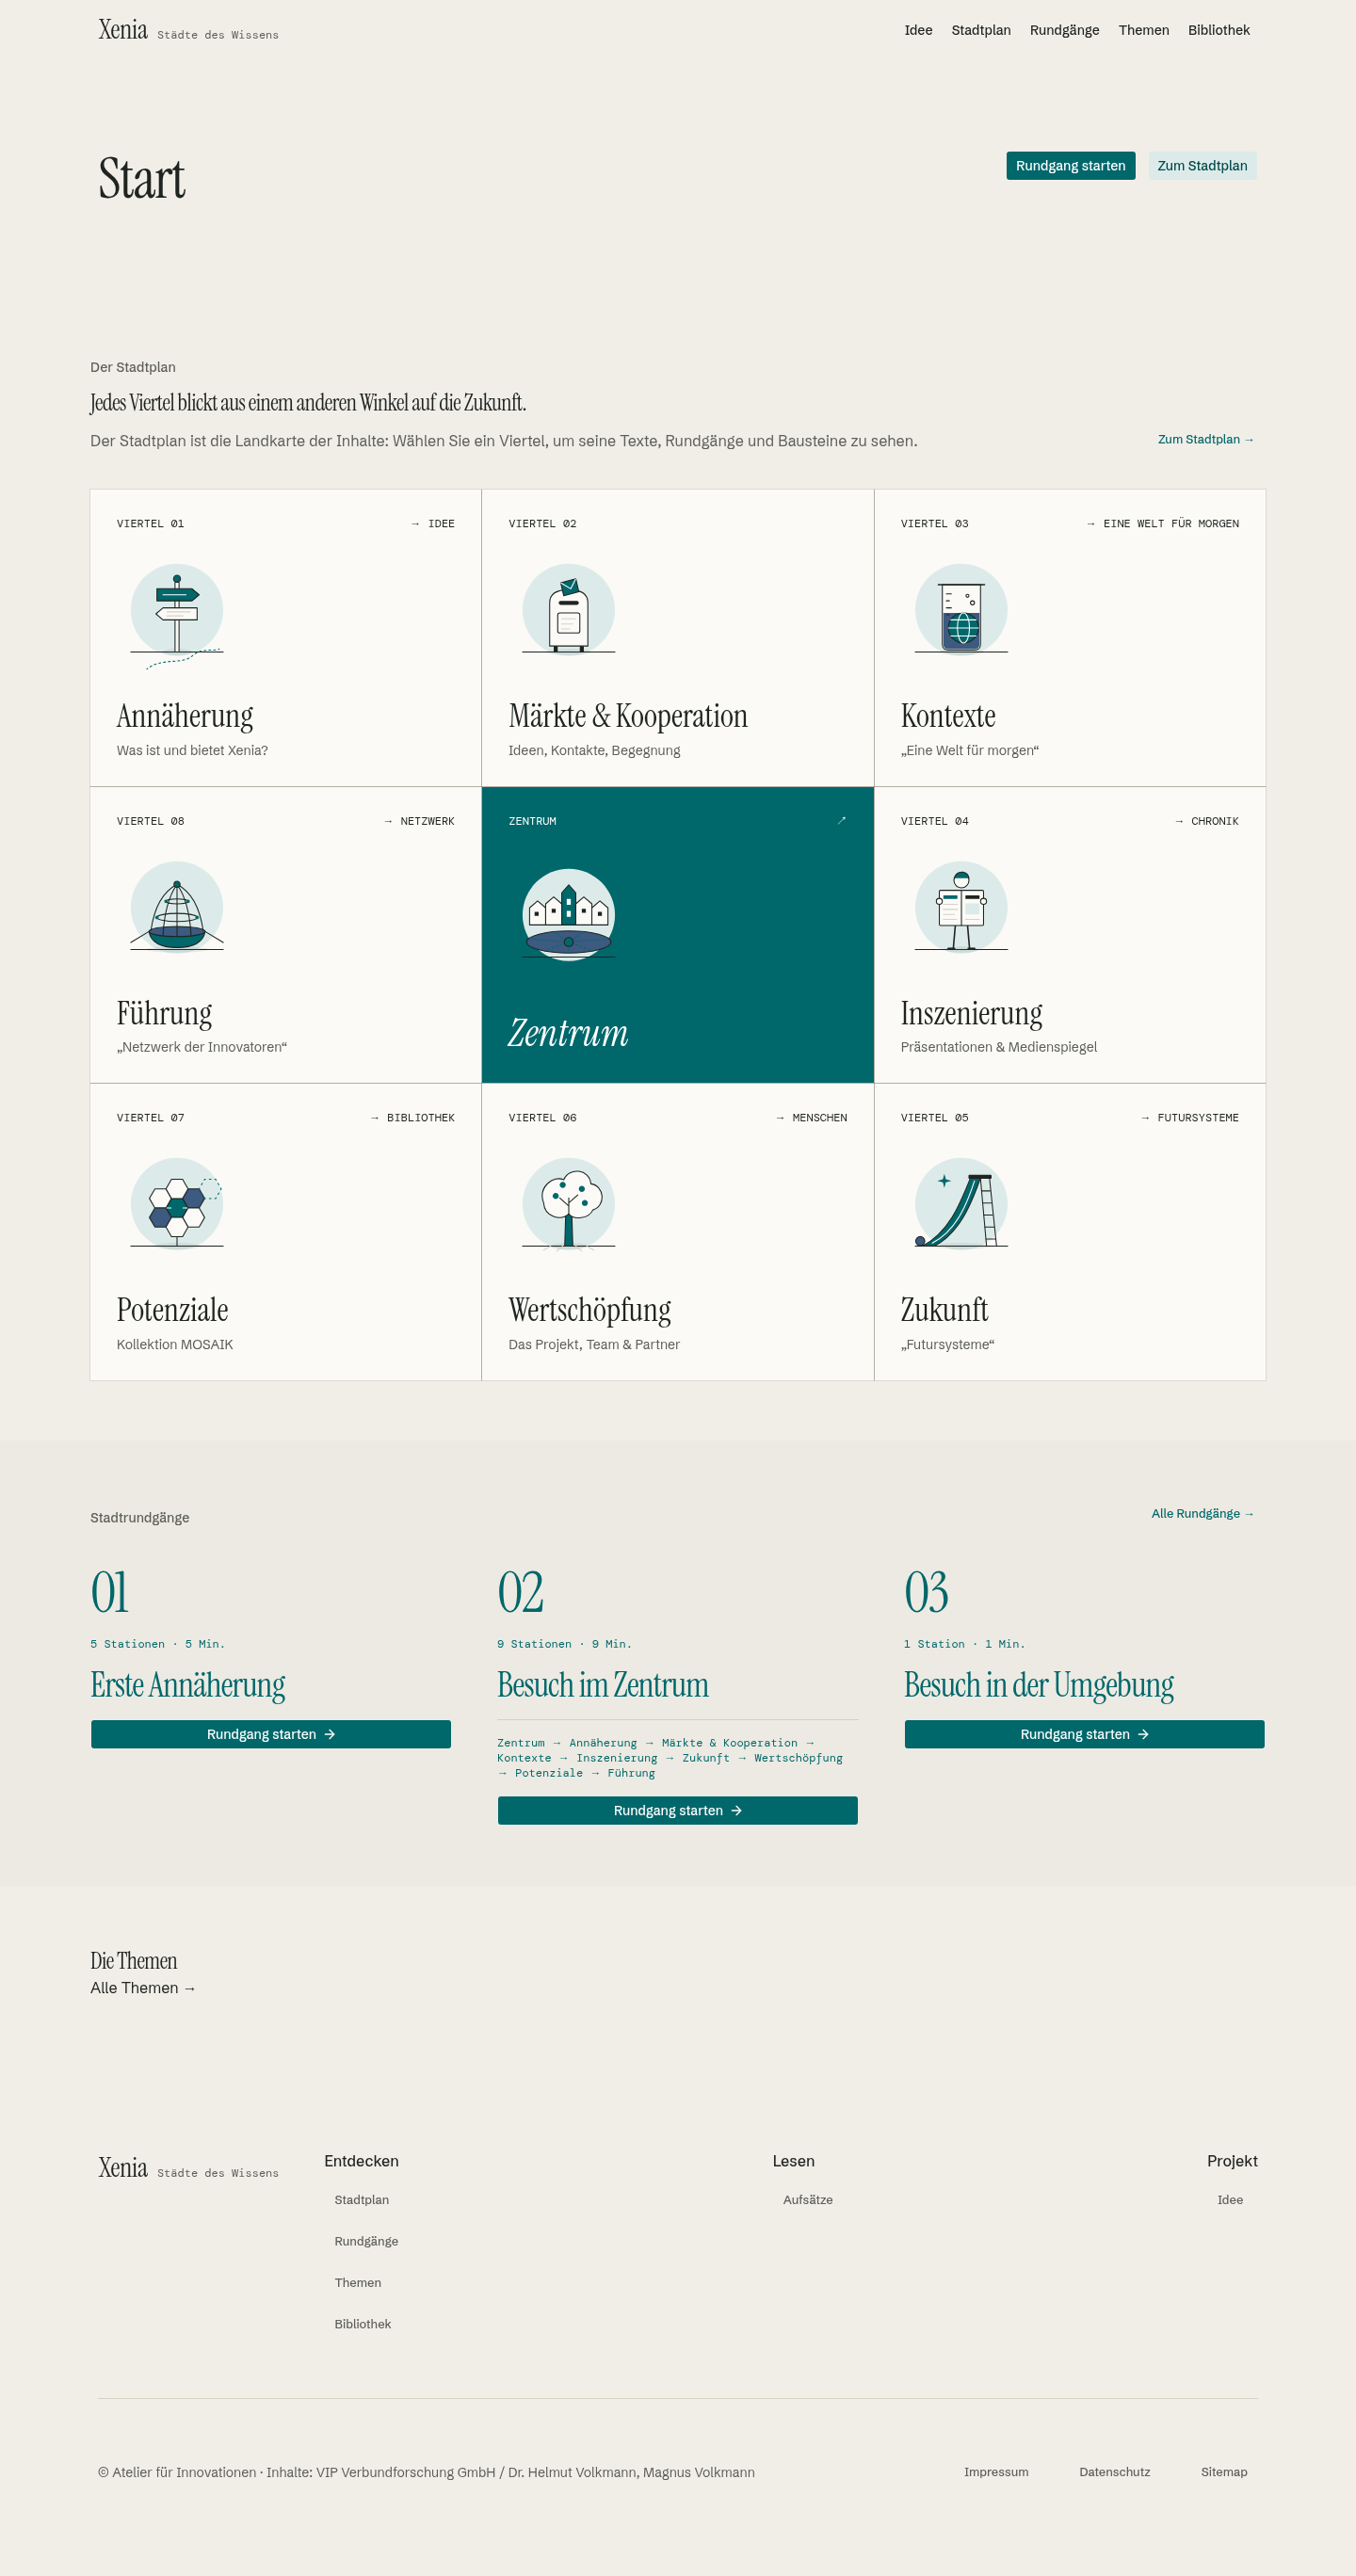 Xenia Städte des Wissens
Idee Stadtplan Rundgänge Themen Bibliothek
Start
Rundgang starten Zum Stadtplan
Der Stadtplan
Jedes Viertel blickt aus einem anderen Winkel auf die Zukunft.
Der Stadtplan ist die Landkarte der Inhalte: Wählen Sie ein Viertel, um seine Texte, Rundgänge und Bausteine zu sehen.
Zum Stadtplan →
VIERTEL 01 → IDEE
Annäherung
Was ist und bietet Xenia?
VIERTEL 02
Märkte & Kooperation
Ideen, Kontakte, Begegnung
VIERTEL 03 → EINE WELT FÜR MORGEN
Kontexte
„Eine Welt für morgen“
VIERTEL 08 → NETZWERK
Führung
„Netzwerk der Innovatoren“
ZENTRUM ↗
Zentrum
VIERTEL 04 → CHRONIK
Inszenierung
Präsentationen & Medienspiegel
VIERTEL 07 → BIBLIOTHEK
Potenziale
Kollektion MOSAIK
VIERTEL 06 → MENSCHEN
Wertschöpfung
Das Projekt, Team & Partner
VIERTEL 05 → FUTURSYSTEME
Zukunft
„Futursysteme“
Stadtrundgänge
Alle Rundgänge →
01
5 Stationen · 5 Min.
Erste Annäherung
Rundgang starten →
02
9 Stationen · 9 Min.
Besuch im Zentrum
Zentrum → Annäherung → Märkte & Kooperation →
Kontexte → Inszenierung → Zukunft → Wertschöpfung
→ Potenziale → Führung
Rundgang starten →
03
1 Station · 1 Min.
Besuch in der Umgebung
Rundgang starten →
Die Themen
Alle Themen →
Xenia Städte des Wissens
Entdecken
Stadtplan
Rundgänge
Themen
Bibliothek
Lesen
Aufsätze
Projekt
Idee
© Atelier für Innovationen · Inhalte: VIP Verbundforschung GmbH / Dr. Helmut Volkmann, Magnus Volkmann
Impressum Datenschutz Sitemap